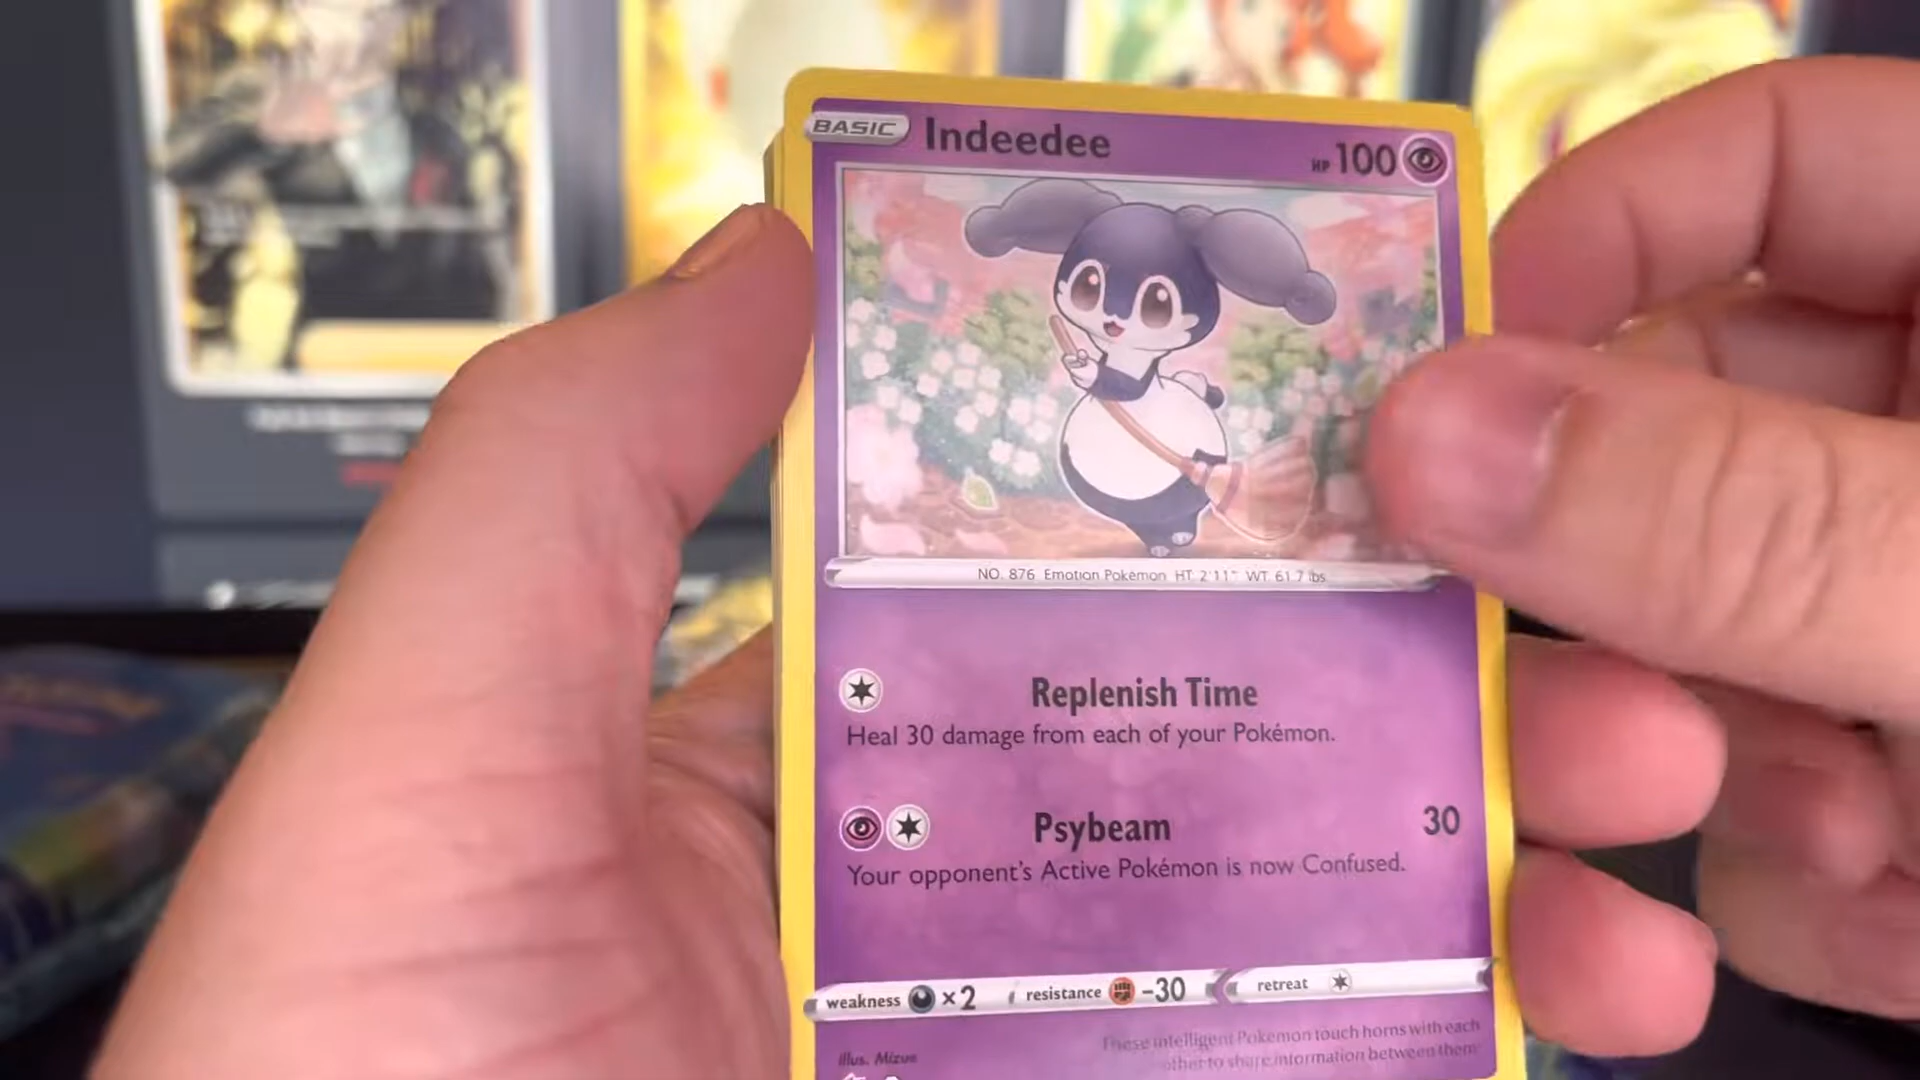 BASIC Indeedee HP 100
NO. 876 Emotion Pokémon HT 2'11" WT 61.7 lbs.
Replenish Time
Heal 30 damage from each of your Pokémon.
Psybeam 30
Your opponent's Active Pokémon is now Confused.
weakness ×2 resistance -30 retreat
Illus. Mizue
These intelligent Pokémon touch horns with each
other to share information between them.